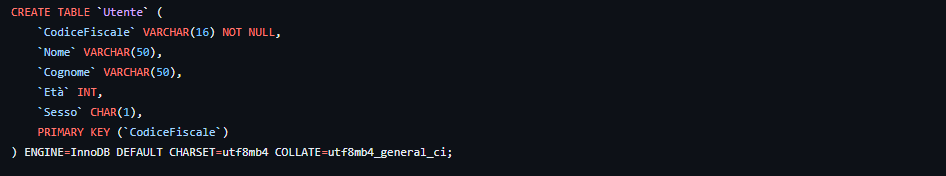 CREATE TABLE `Utente` (
`CodiceFiscale` VARCHAR(16) NOT NULL,
`Nome` VARCHAR(50),
`Cognome` VARCHAR(50),
`Età` INT,
`Sesso` CHAR(1),
PRIMARY KEY (`CodiceFiscale`)
) ENGINE=InnoDB DEFAULT CHARSET=utf8mb4 COLLATE=utf8mb4_general_ci;